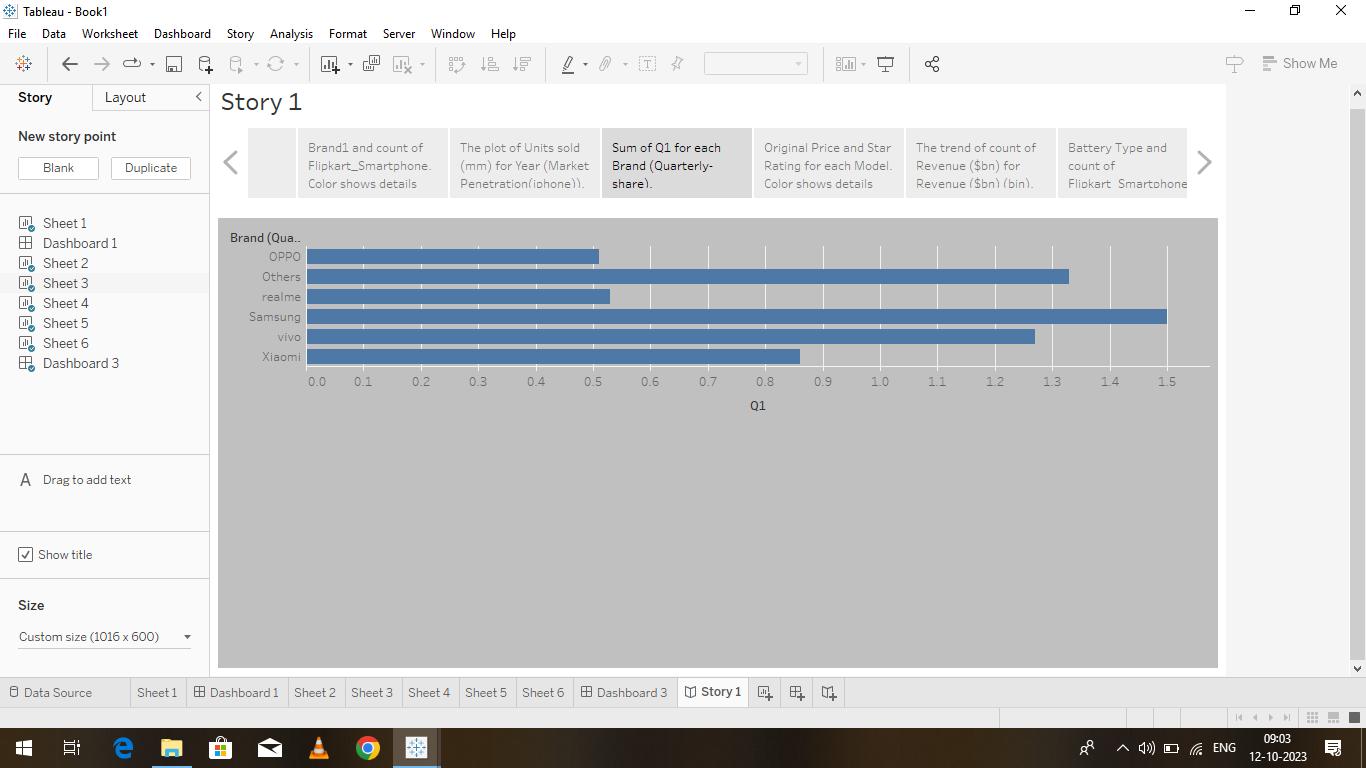 Tableau - Book1
File Data Worksheet Dashboard Story Analysis Format Server Window Help
Show Me
Story Layout
New story point
Blank Duplicate
Sheet 1
Dashboard 1
Sheet 2
Sheet 3
Sheet 4
Sheet 5
Sheet 6
Dashboard 3
A Drag to add text
Show title
Size
Custom size (1016 x 600)
Story 1
Brand1 and count of
Flipkart_Smartphone.
Color shows details
The plot of Units sold
(mm) for Year (Market
Penetration(iphone)).
Sum of Q1 for each
Brand (Quarterly-
share).
Original Price and Star
Rating for each Model.
Color shows details
The trend of count of
Revenue ($bn) for
Revenue ($bn) (bin).
Battery Type and
count of
Flipkart_Smartphone
Brand (Qua..
OPPO
Others
realme
Samsung
vivo
Xiaomi
0.0 0.1 0.2 0.3 0.4 0.5 0.6 0.7 0.8 0.9 1.0 1.1 1.2 1.3 1.4 1.5
Q1
Data Source Sheet 1 Dashboard 1 Sheet 2 Sheet 3 Sheet 4 Sheet 5 Sheet 6 Dashboard 3 Story 1
ENG
09:03
12-10-2023